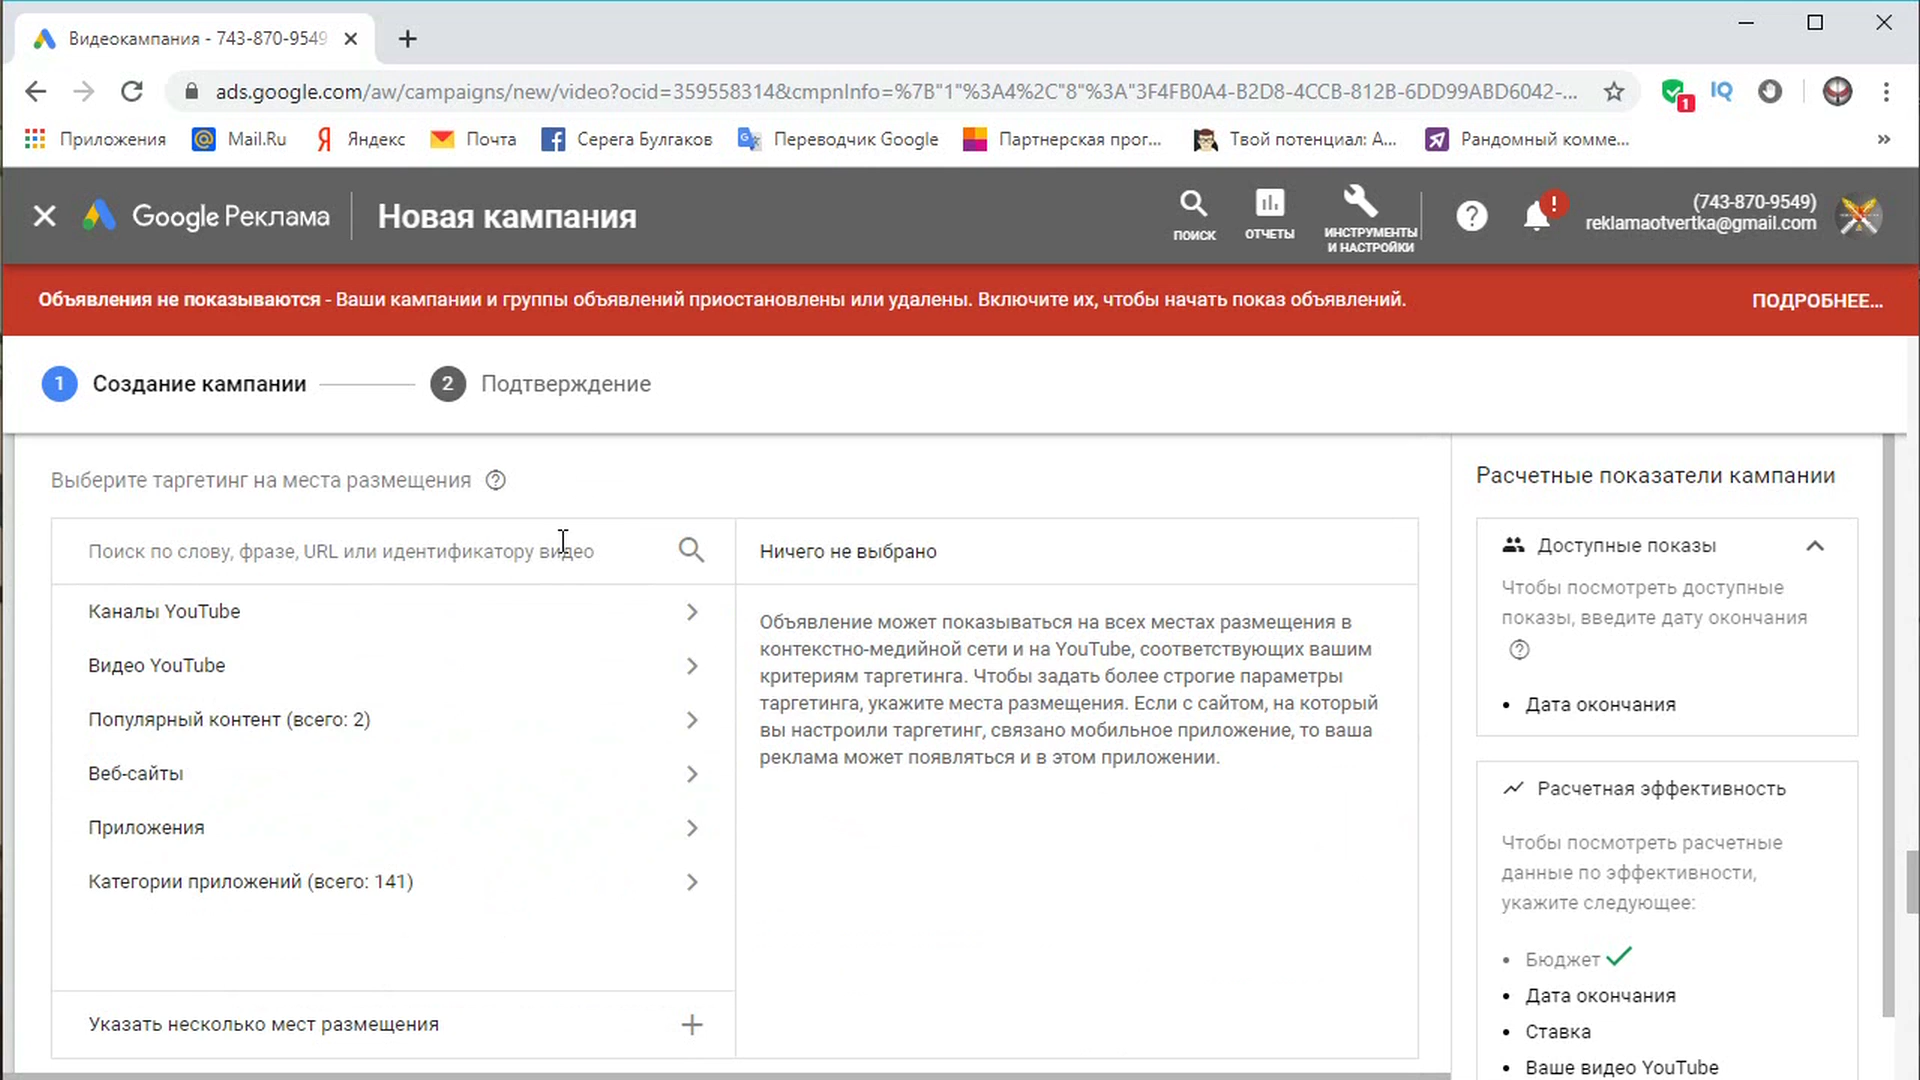 Видеокампания - 743-870-9549
ads.google.com/aw/campaigns/new/video?ocid=359558314&cmpnInfo=%7B"1"%3A4%2C"8"%3A"3F4FB0A4-B2D8-4CCB-812B-6DD99ABD6042-...
1
IQ
Приложения
Mail.Ru
Яндекс
Почта
Серега Булгаков
Переводчик Google
Партнерская прог...
Твой потенциал: А...
Рандомный комме...
»
Google Реклама
Новая кампания
ПОИСК
ОТЧЕТЫ
ИНСТРУМЕНТЫ
И НАСТРОЙКИ
(743-870-9549)
reklamaotvertka@gmail.com
Объявления не показываются - Ваши кампании и группы объявлений приостановлены или удалены. Включите их, чтобы начать показ объявлений.
ПОДРОБНЕЕ...
1 Создание кампании
2 Подтверждение
Выберите таргетинг на места размещения
Поиск по слову, фразе, URL или идентификатору видео
Каналы YouTube
Видео YouTube
Популярный контент (всего: 2)
Веб-сайты
Приложения
Категории приложений (всего: 141)
Указать несколько мест размещения
Ничего не выбрано
Объявление может показываться на всех местах размещения в
контекстно-медийной сети и на YouTube, соответствующих вашим
критериям таргетинга. Чтобы задать более строгие параметры
таргетинга, укажите места размещения. Если с сайтом, на который
вы настроили таргетинг, связано мобильное приложение, то ваша
реклама может появляться и в этом приложении.
Расчетные показатели кампании
Доступные показы
Чтобы посмотреть доступные
показы, введите дату окончания
• Дата окончания
Расчетная эффективность
Чтобы посмотреть расчетные
данные по эффективности,
укажите следующее:
• Бюджет
• Дата окончания
• Ставка
• Ваше видео YouTube